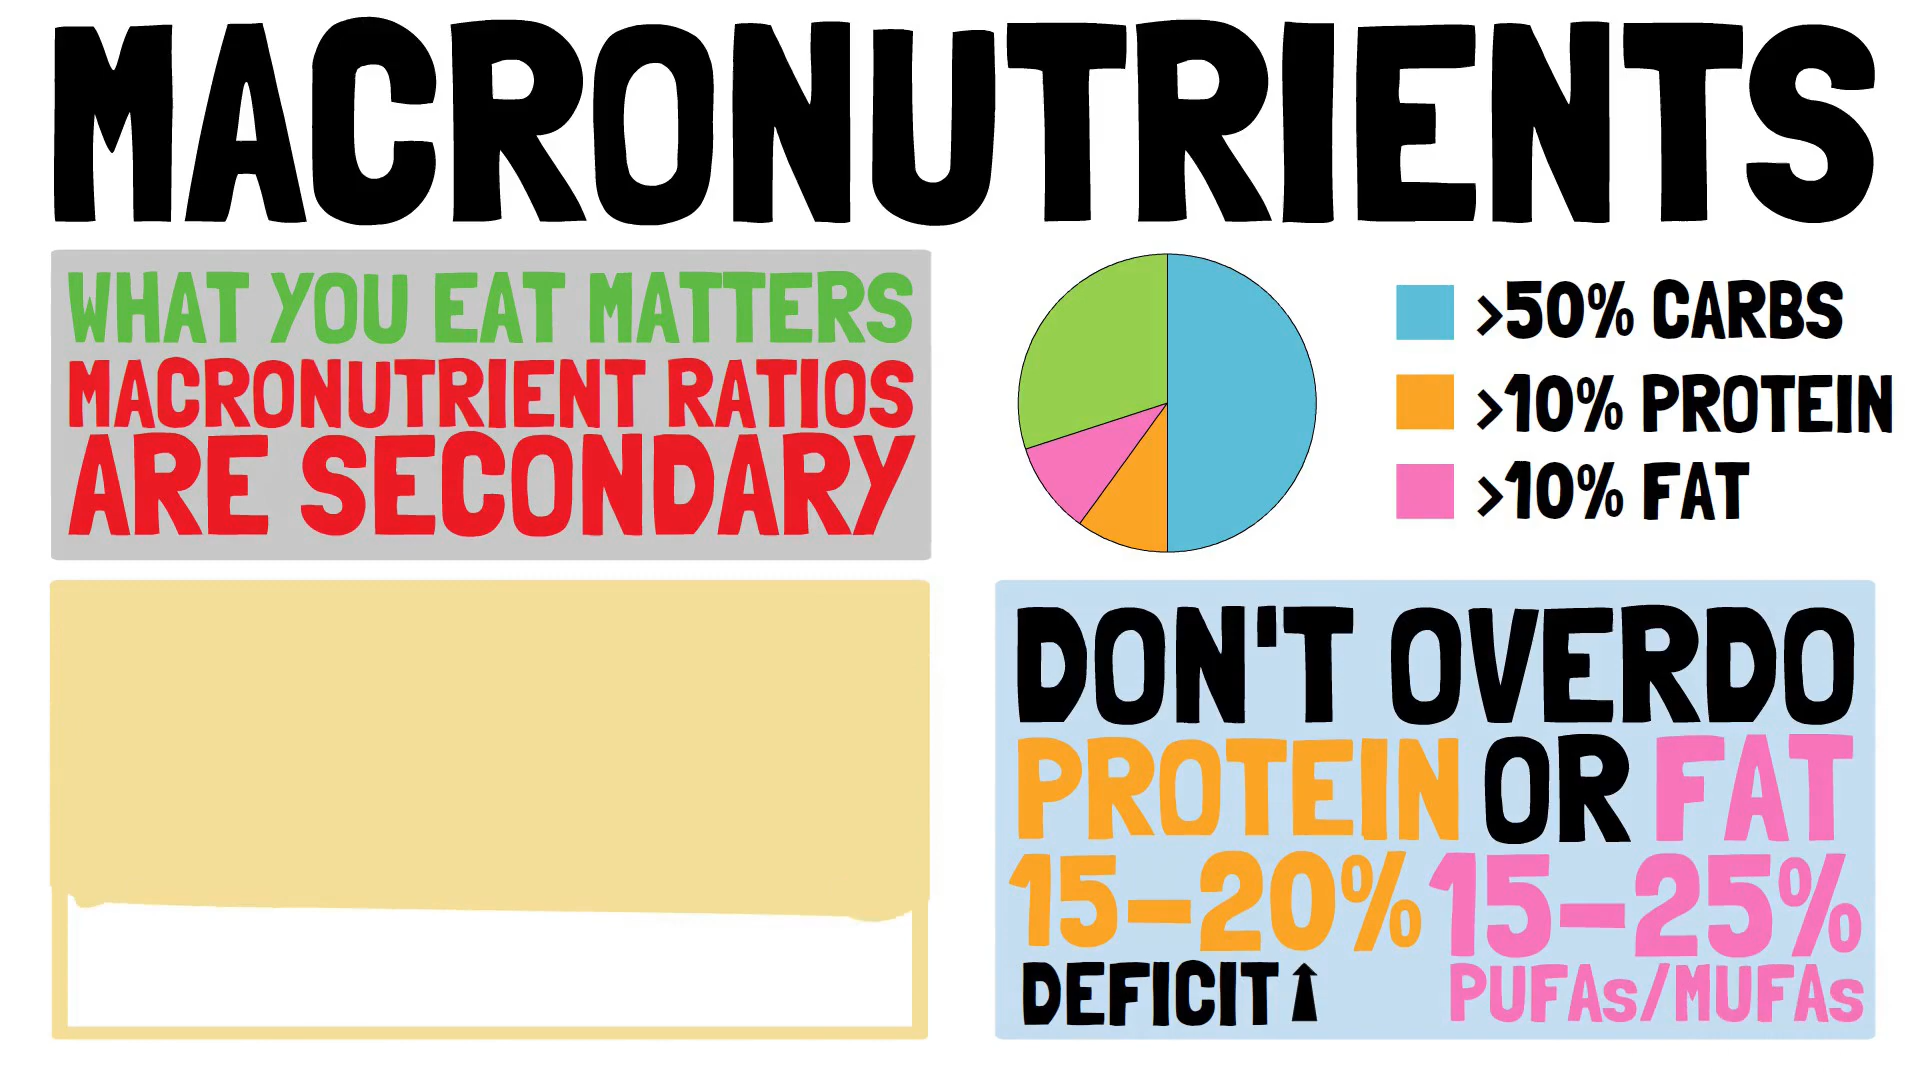 MACRONUTRIENTS
WHAT YOU EAT MATTERS
MACRONUTRIENT RATIOS
ARE SECONDARY
>50% CARBS
>10% PROTEIN
>10% FAT
DON'T OVERDO
PROTEIN OR FAT
15–20% 15–25%
DEFICIT PUFAs/MUFAs